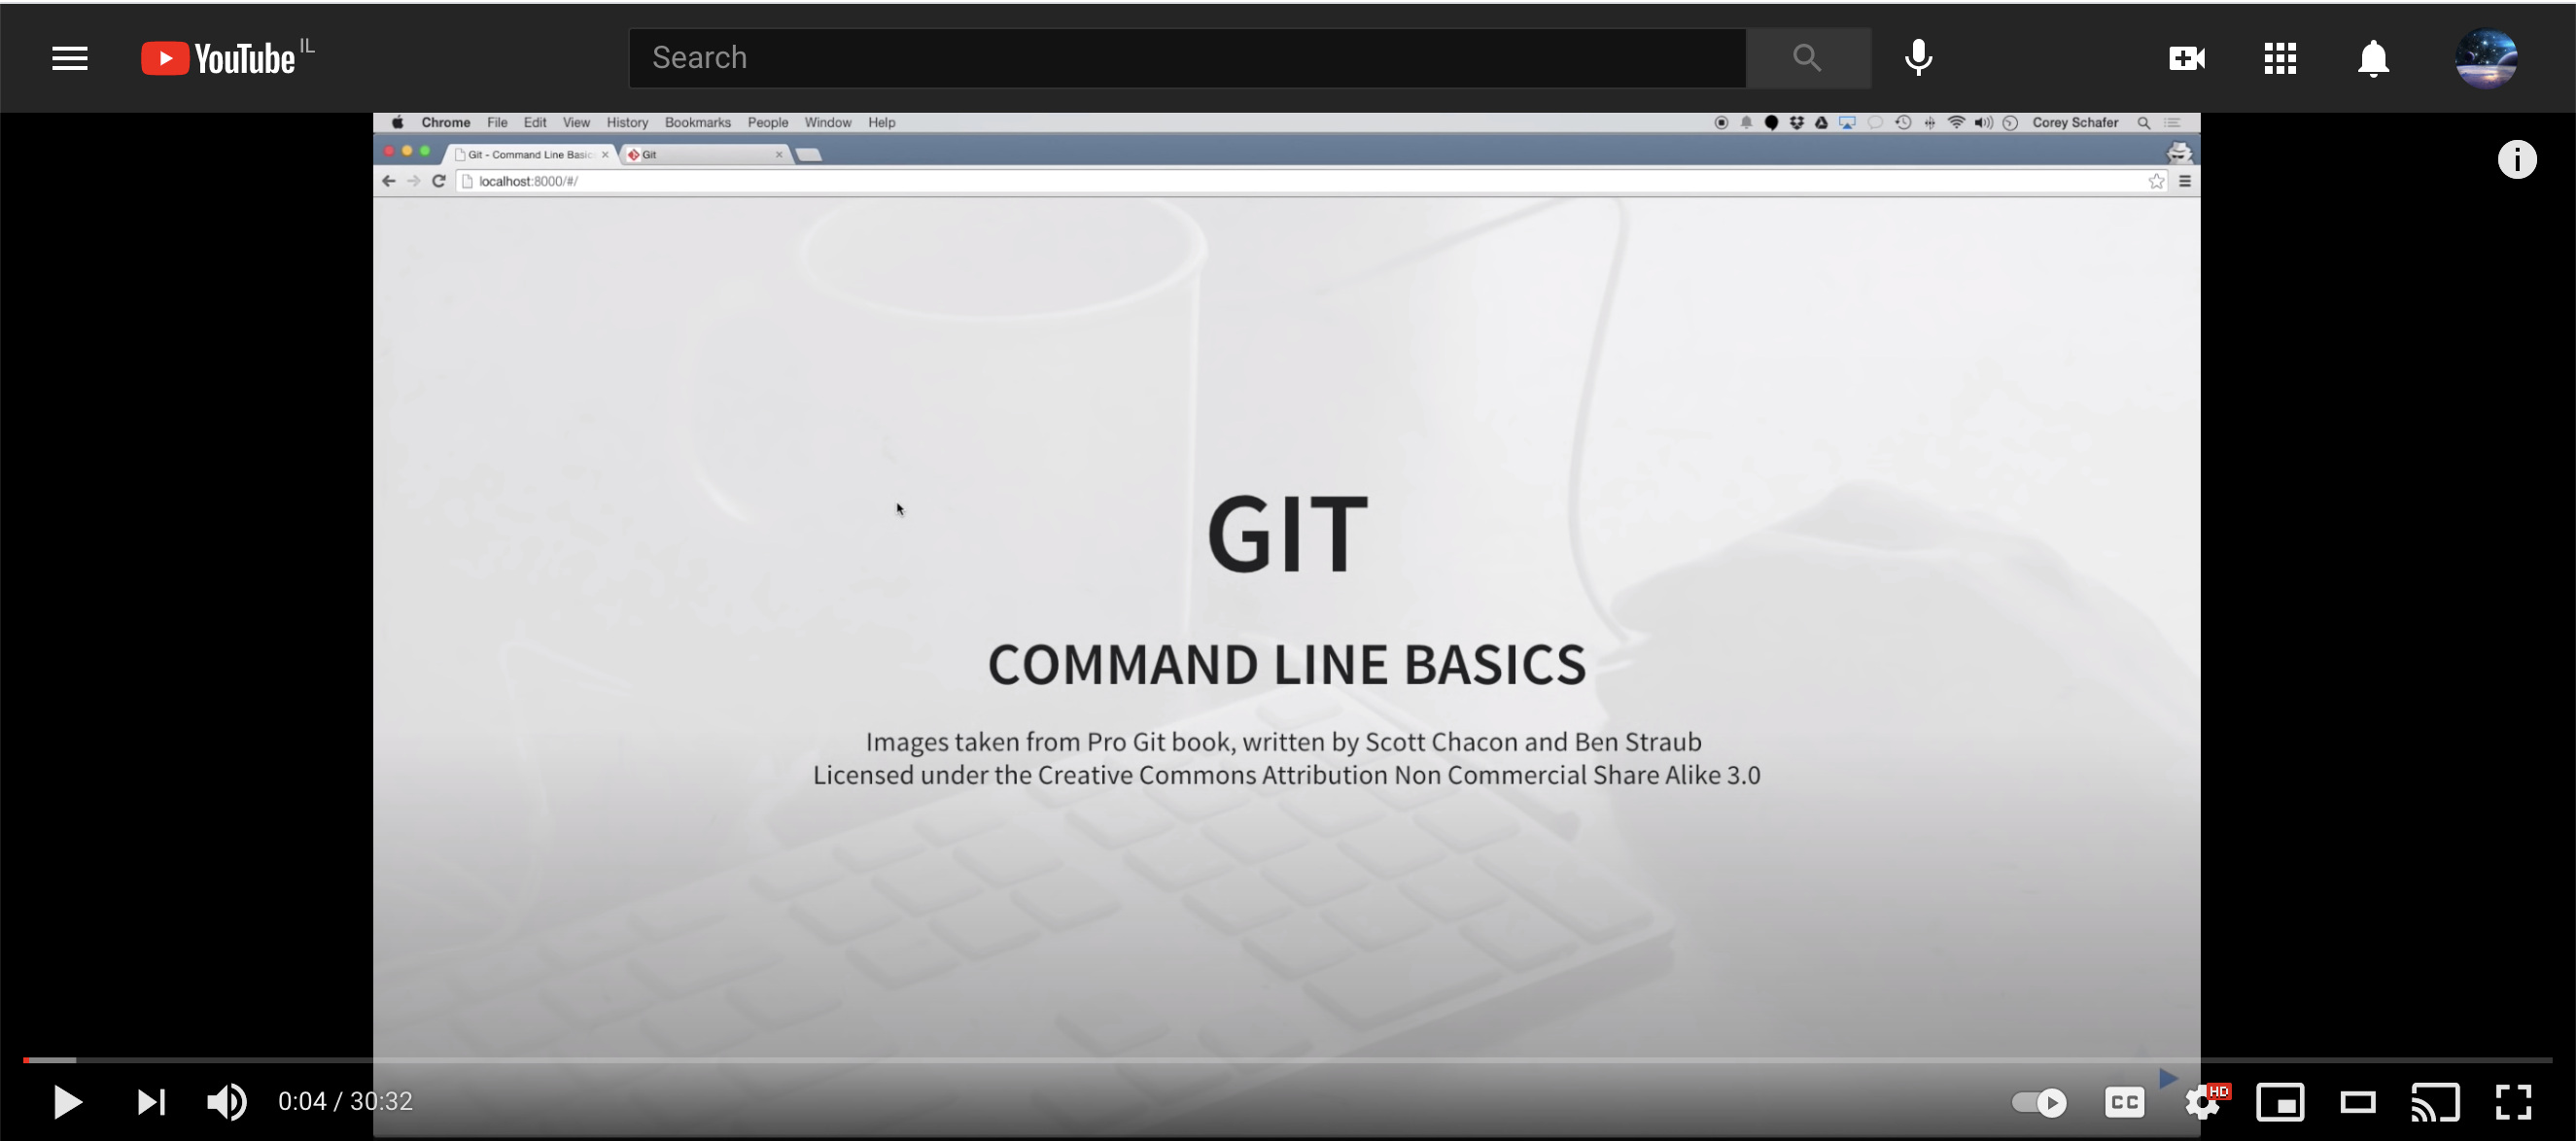 YouTube IL
Search
Chrome File Edit View History Bookmarks People Window Help
Corey Schafer
Git - Command Line Basic
Git
localhost:8000/#/
GIT
COMMAND LINE BASICS
Images taken from Pro Git book, written by Scott Chacon and Ben Straub
Licensed under the Creative Commons Attribution Non Commercial Share Alike 3.0
0:04 / 30:32
CC
HD